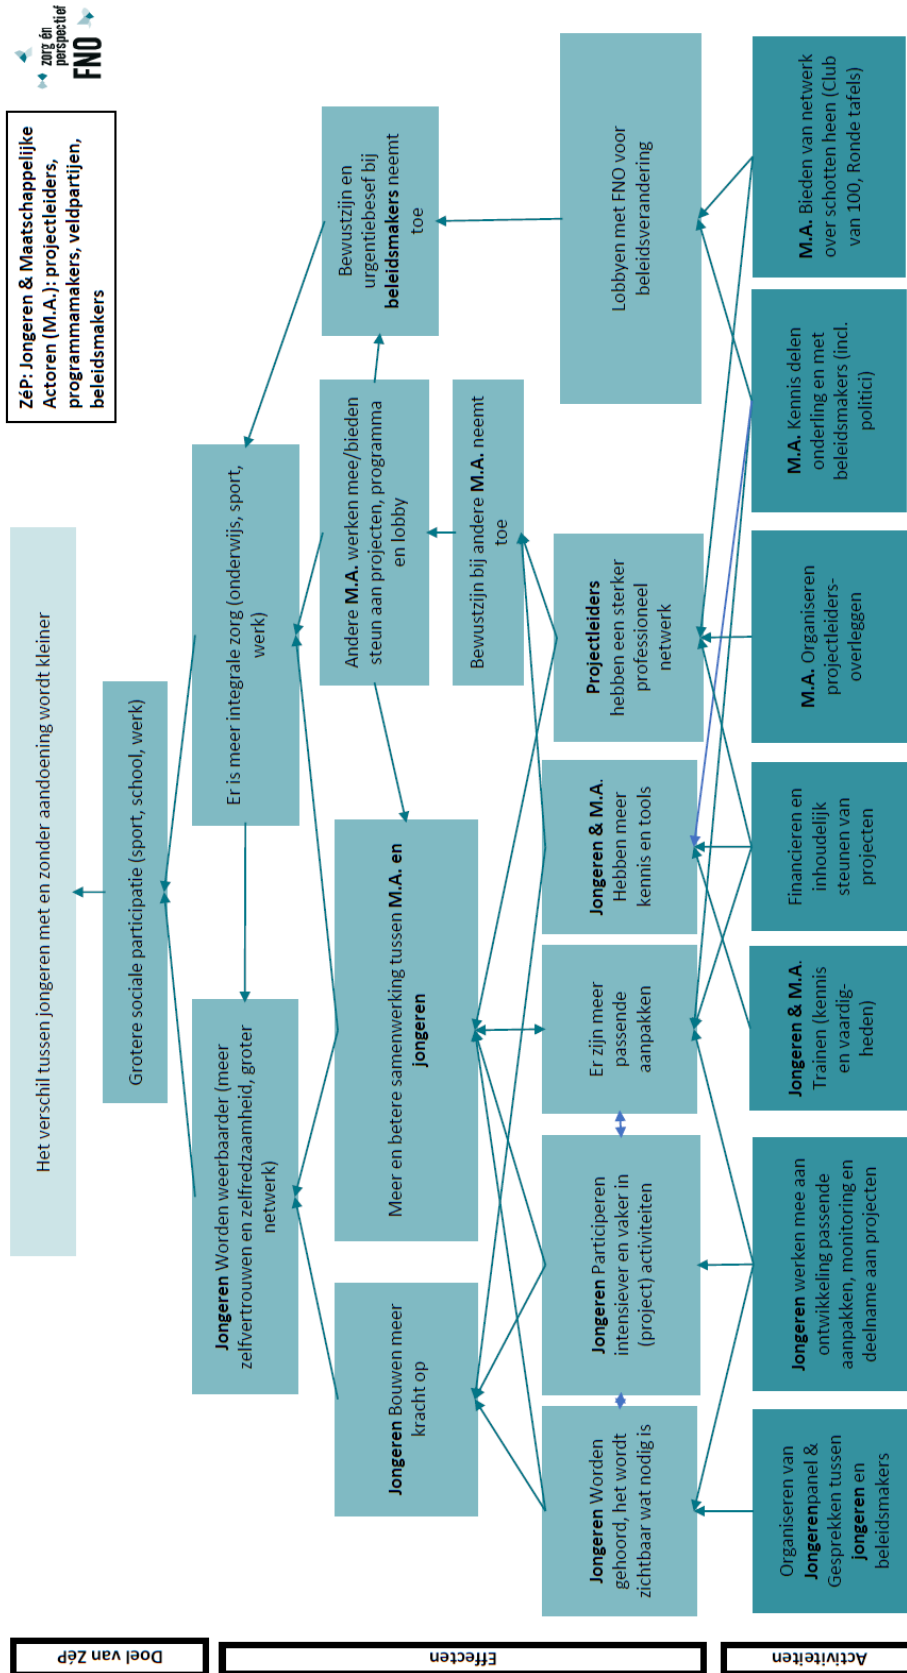 zorg én
perspectief
FNO
ZéP: Jongeren & Maatschappelijke
Actoren (M.A.): projectleiders,
programmamakers, veldpartijen,
beleidsmakers
Doel van ZéP
Het verschil tussen jongeren met en zonder aandoening wordt kleiner
Grotere sociale participatie (sport, school, werk)
Effecten
Jongeren Worden weerbaarder (meer
zelfvertrouwen en zelfredzaamheid, groter
netwerk)
Er is meer integrale zorg (onderwijs, sport,
werk)
Jongeren Bouwen meer
kracht op
Meer en betere samenwerking tussen M.A. en
jongeren
Andere M.A. werken mee/bieden
steun aan projecten, programma
en lobby
Bewustzijn en
urgentiebesef bij
beleidsmakers neemt
toe
Bewustzijn bij andere M.A. neemt
toe
Jongeren Worden
gehoord, het wordt
zichtbaar wat nodig is
Jongeren Participeren
intensiever en vaker in
(project) activiteiten
Er zijn meer
passende
aanpakken
Jongeren & M.A.
Hebben meer
kennis en tools
Projectleiders
hebben een sterker
professioneel
netwerk
Lobbyen met FNO voor
beleidsverandering
Activiteiten
Organiseren van
Jongerenpanel &
Gesprekken tussen
jongeren en
beleidsmakers
Jongeren werken mee aan
ontwikkeling passende
aanpakken, monitoring en
deelname aan projecten
Jongeren & M.A.
Trainen (kennis
en vaardig-
heden)
Financieren en
inhoudelijk
steunen van
projecten
M.A. Organiseren
projectleiders-
overleggen
M.A. Kennis delen
onderling en met
beleidsmakers (incl.
politici)
M.A. Bieden van netwerk
over schotten heen (Club
van 100, Ronde tafels)